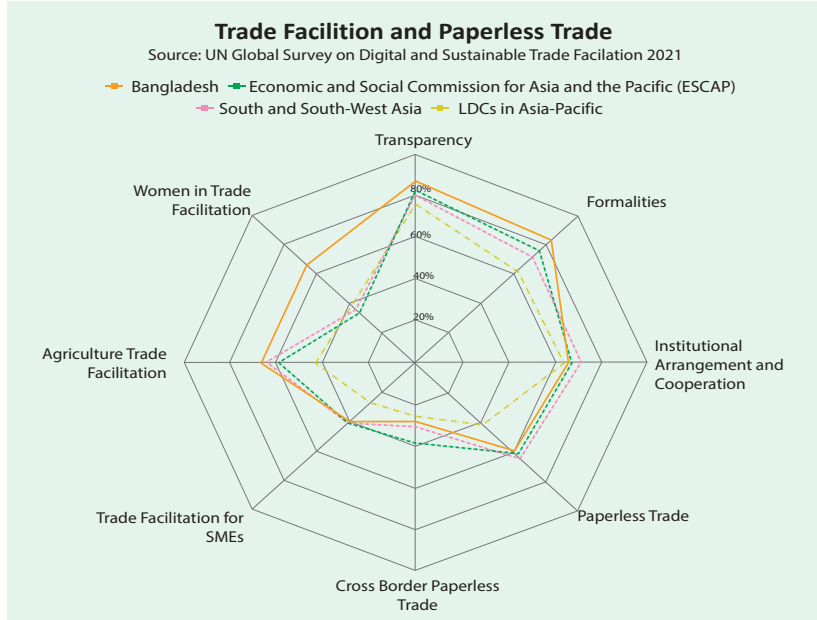 Trade Facilition and Paperless Trade
Source: UN Global Survey on Digital and Sustainable Trade Facilation 2021
Bangladesh Economic and Social Commission for Asia and the Pacific (ESCAP)
South and South-West Asia LDCs in Asia-Pacific
Transparency
Women in Trade
Facilitation
Formalities
80%
60%
40%
20%
Agriculture Trade
Facilitation
Institutional
Arrangement and
Cooperation
Trade Facilitation for
SMEs
Paperless Trade
Cross Border Paperless
Trade